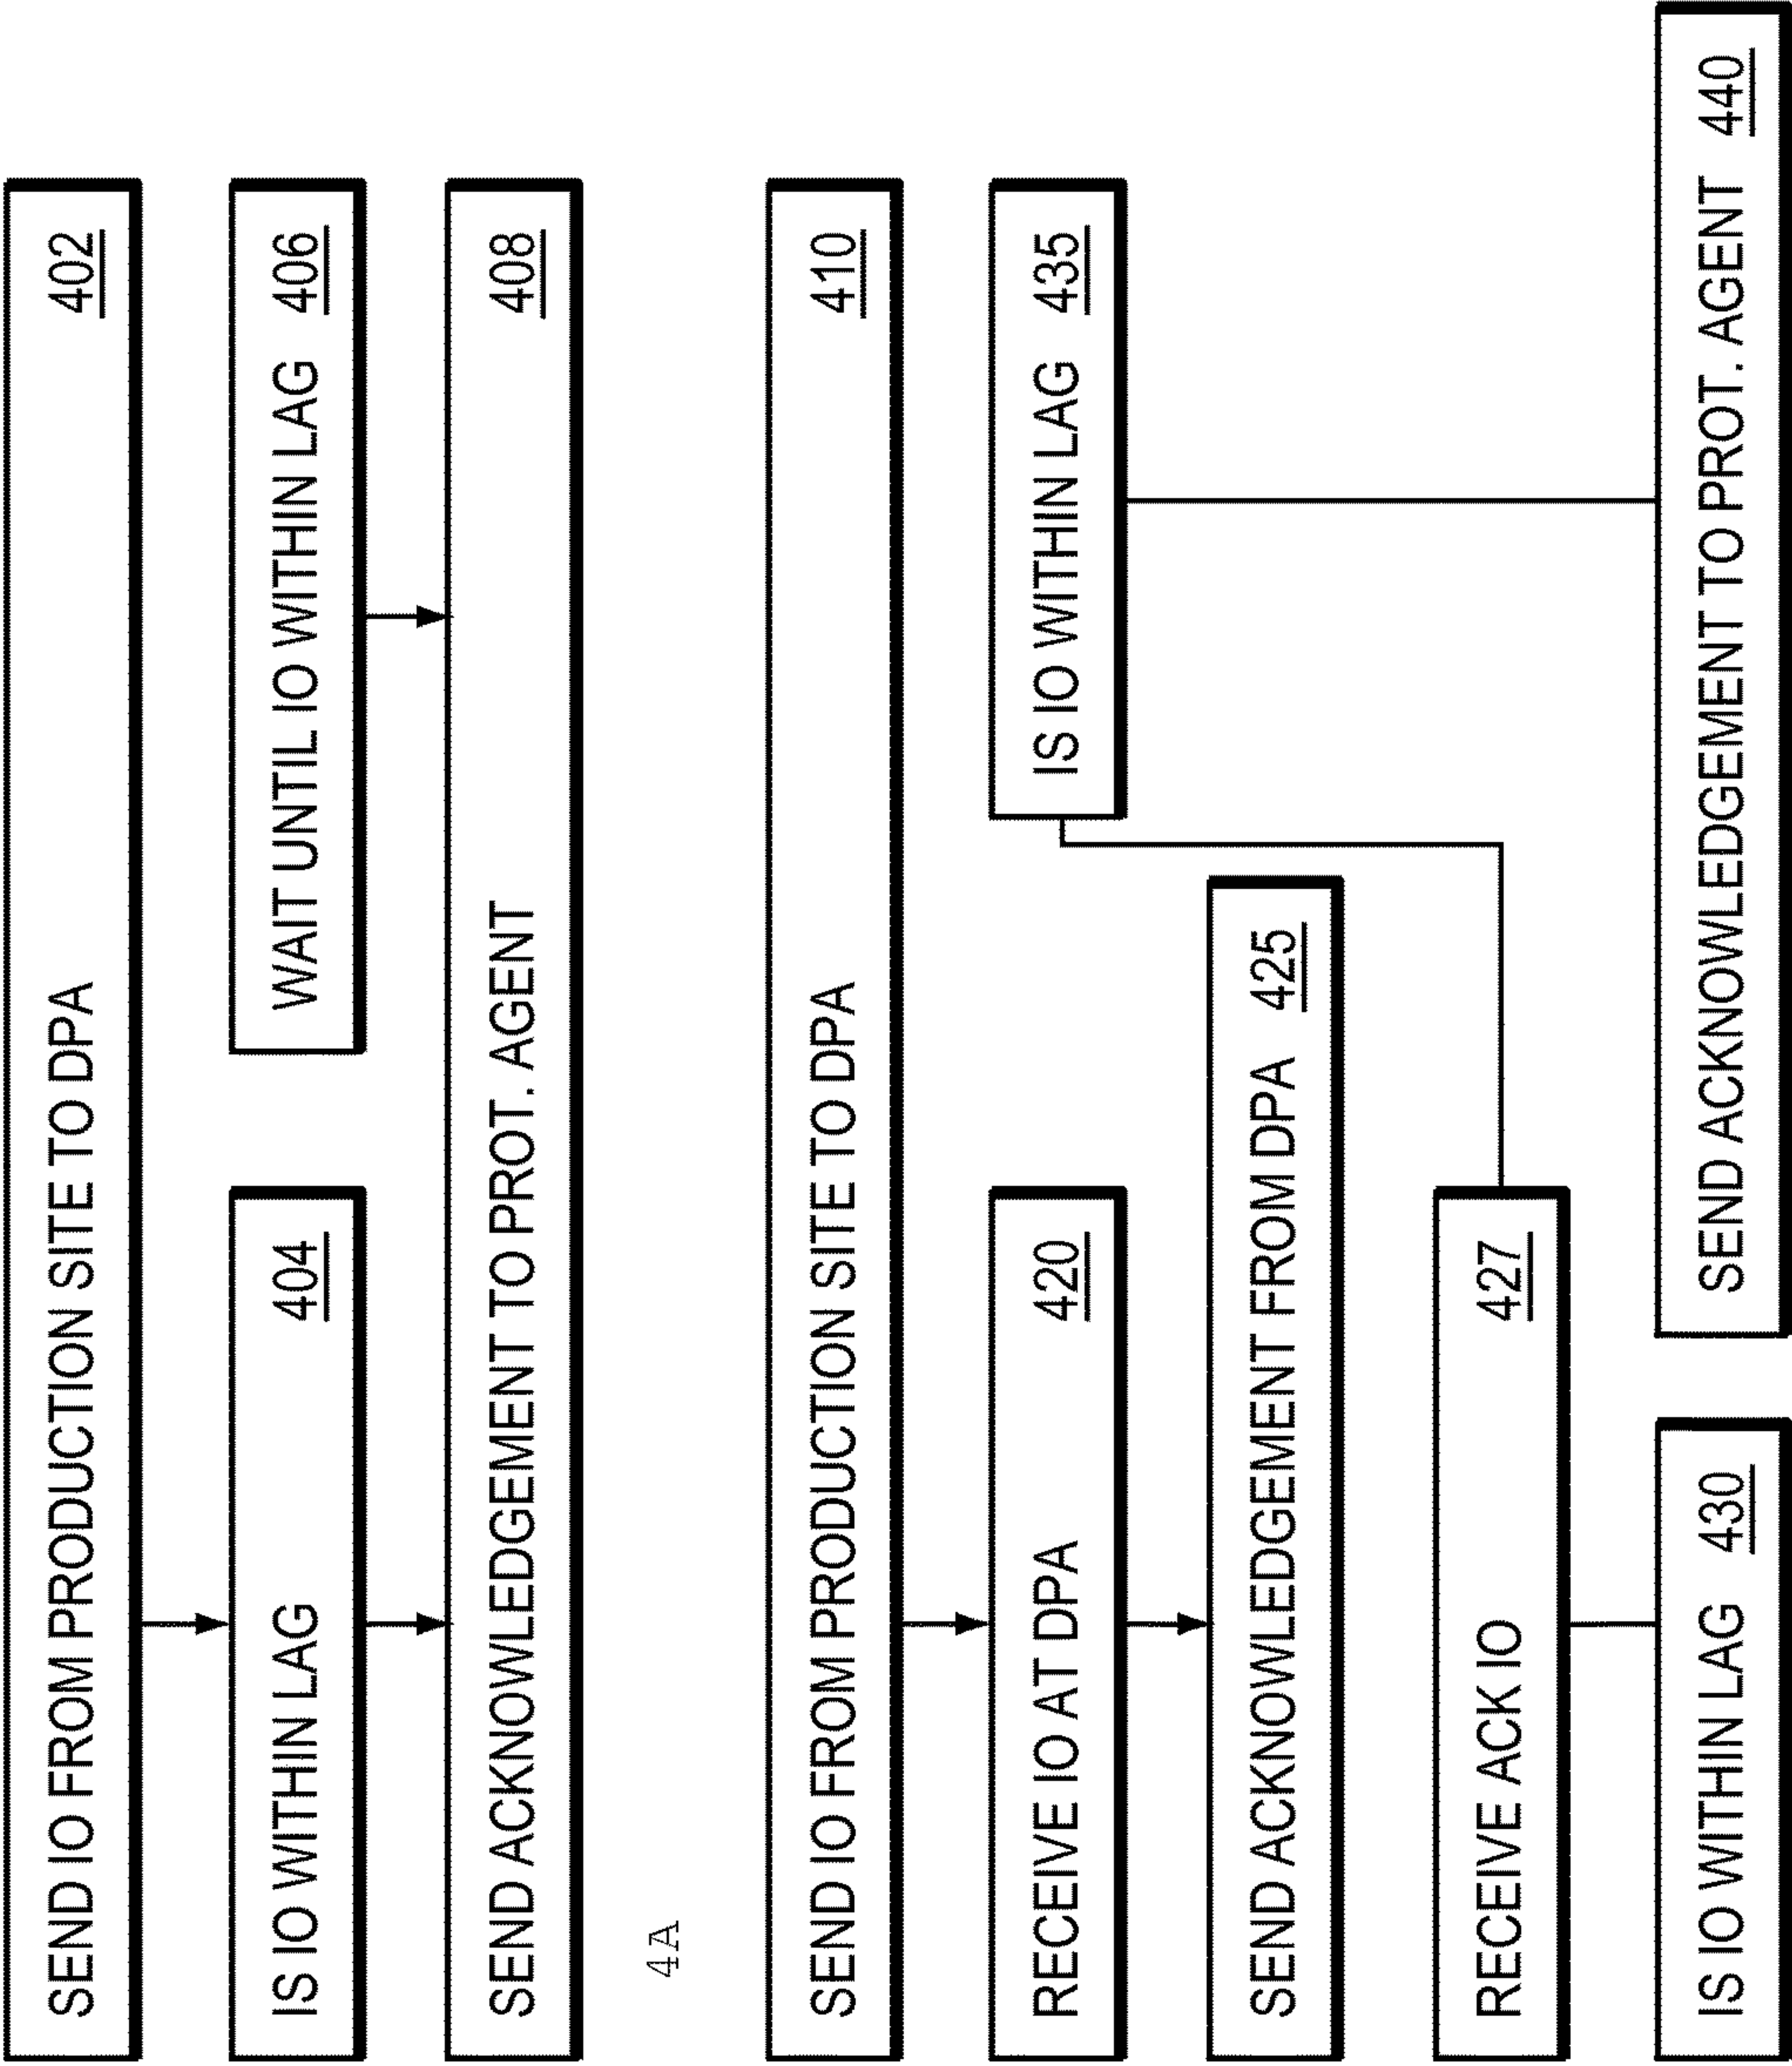 SEND IO FROM PRODUCTION SITE TO DPA 402
IS IO WITHIN LAG 404
WAIT UNTIL IO WITHIN LAG 406
SEND ACKNOWLEDGEMENT TO PROT. AGENT 408
4A
SEND IO FROM PRODUCTION SITE TO DPA 410
RECEIVE IO AT DPA 420
IS IO WITHIN LAG 435
SEND ACKNOWLEDGEMENT FROM DPA 425
RECEIVE ACK IO 427
IS IO WITHIN LAG 430
SEND ACKNOWLEDGEMENT TO PROT. AGENT 440